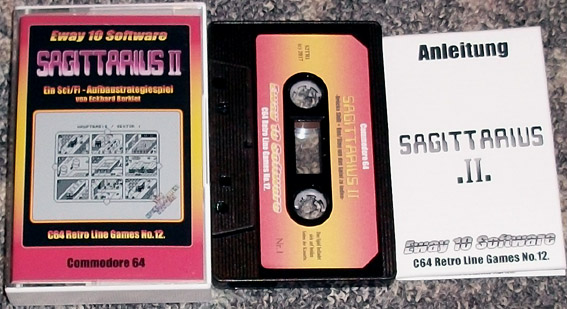 Eway 10 Software
SAGITTARIUS II
Ein Sci/Fi - Aufbaustrategiespiel
von Eckhard Borkiet
C64 Retro Line Games No.12.
Commodore 64
Commodore 64
SAGITTARIUS II
Eway 10 Software
C64 Retro Line Games No.12.
Anleitung
SAGITTARIUS
.II.
Eway 10 Software
C64 Retro Line Games No.12.